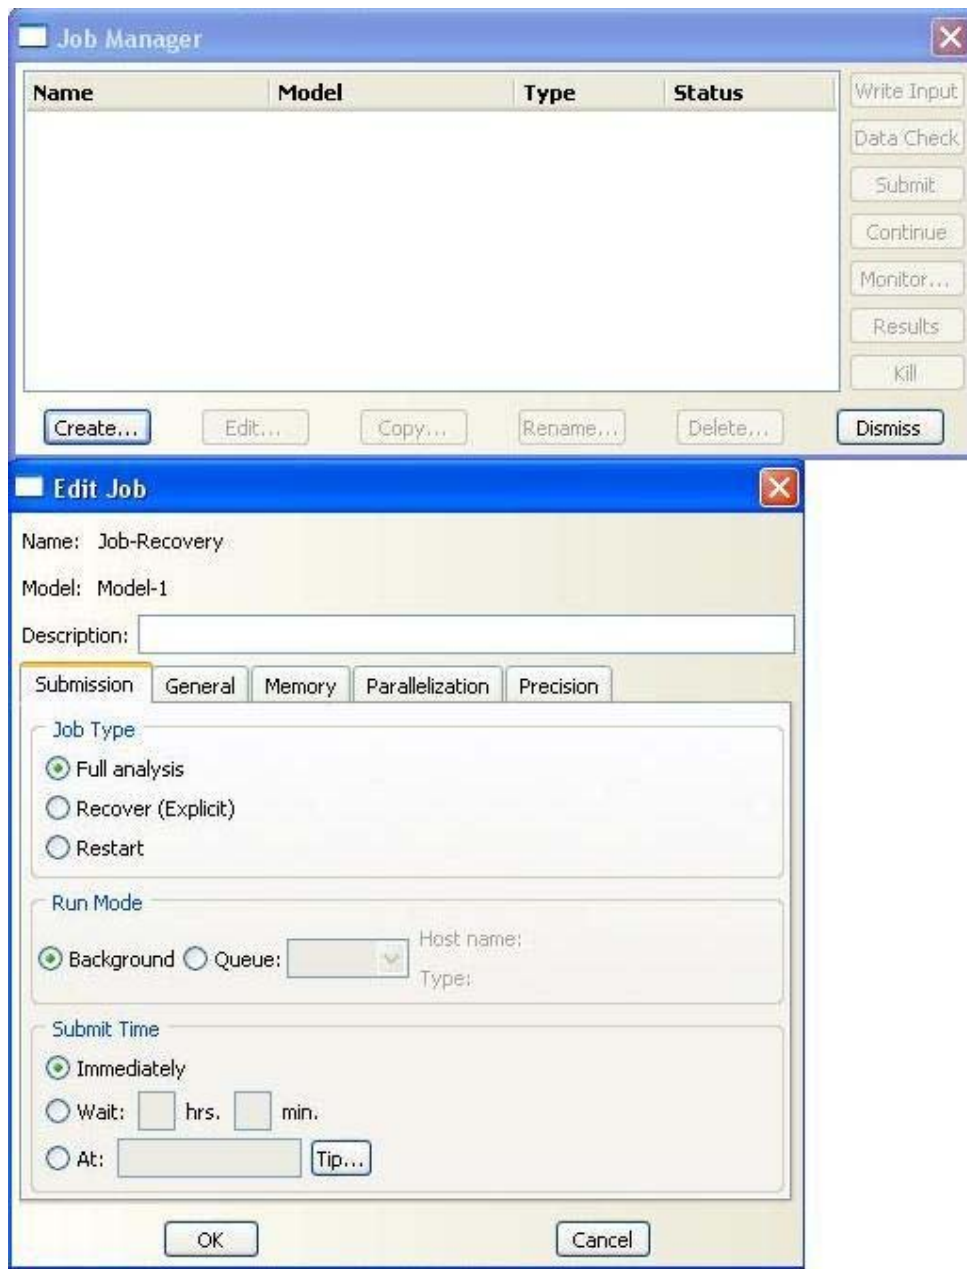 Job Manager
Name Model Type Status
Write Input
Data Check
Submit
Continue
Monitor...
Results
Kill
Create... Edit... Copy... Rename... Delete... Dismiss
Edit Job
Name: Job-Recovery
Model: Model-1
Description:
Submission General Memory Parallelization Precision
Job Type
Full analysis
Recover (Explicit)
Restart
Run Mode
Background Queue: Host name:
Type:
Submit Time
Immediately
Wait: hrs. min.
At: Tip...
OK Cancel